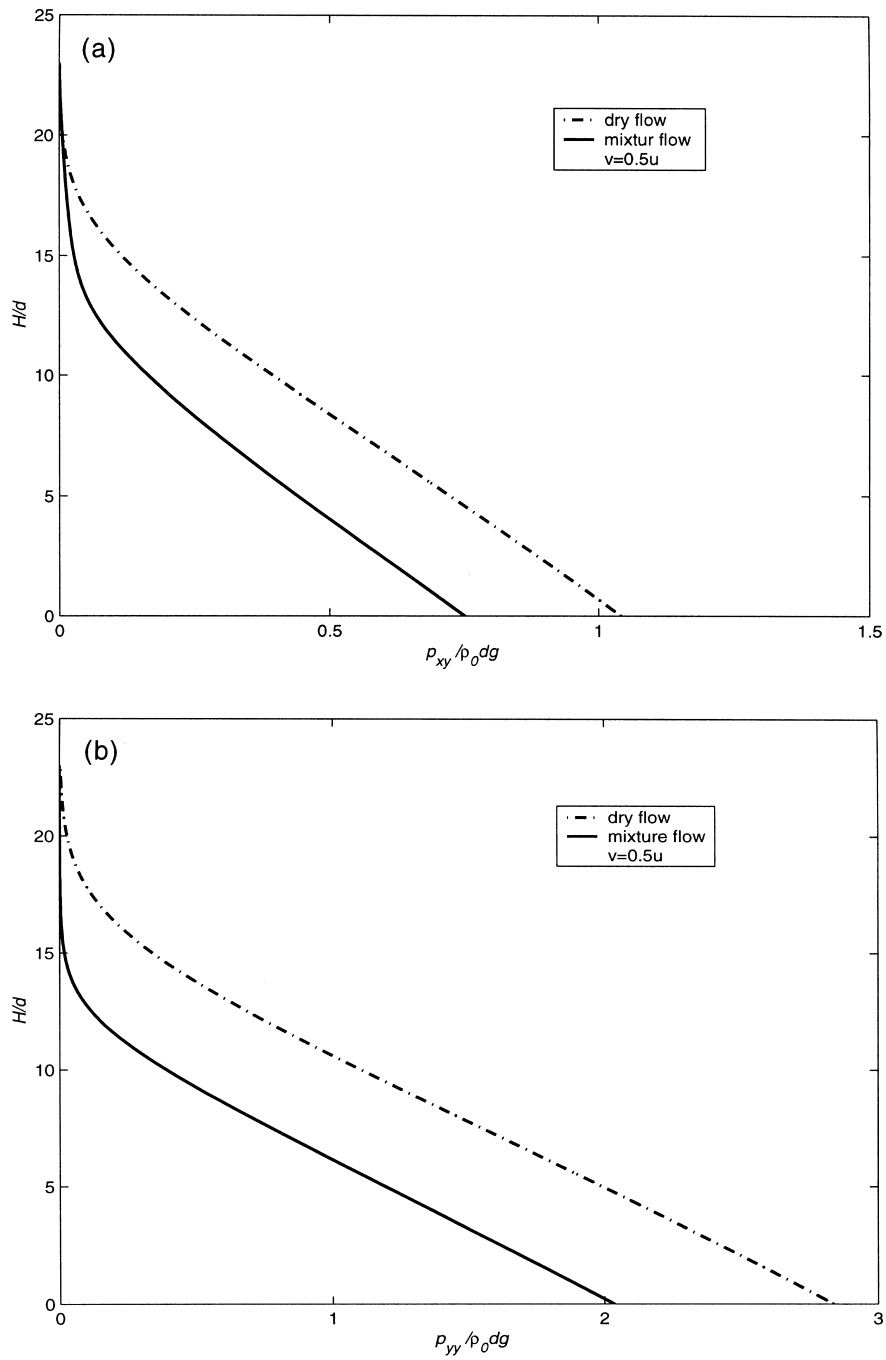 (a)
25
20
15
10
5
0
H/d
dry flow
mixtur flow
v=0.5u
0
0.5
1
1.5
p_xy/ρ_0dg
(b)
25
20
15
10
5
0
H/d
dry flow
mixture flow
v=0.5u
0
1
2
3
p_yy/ρ_0dg